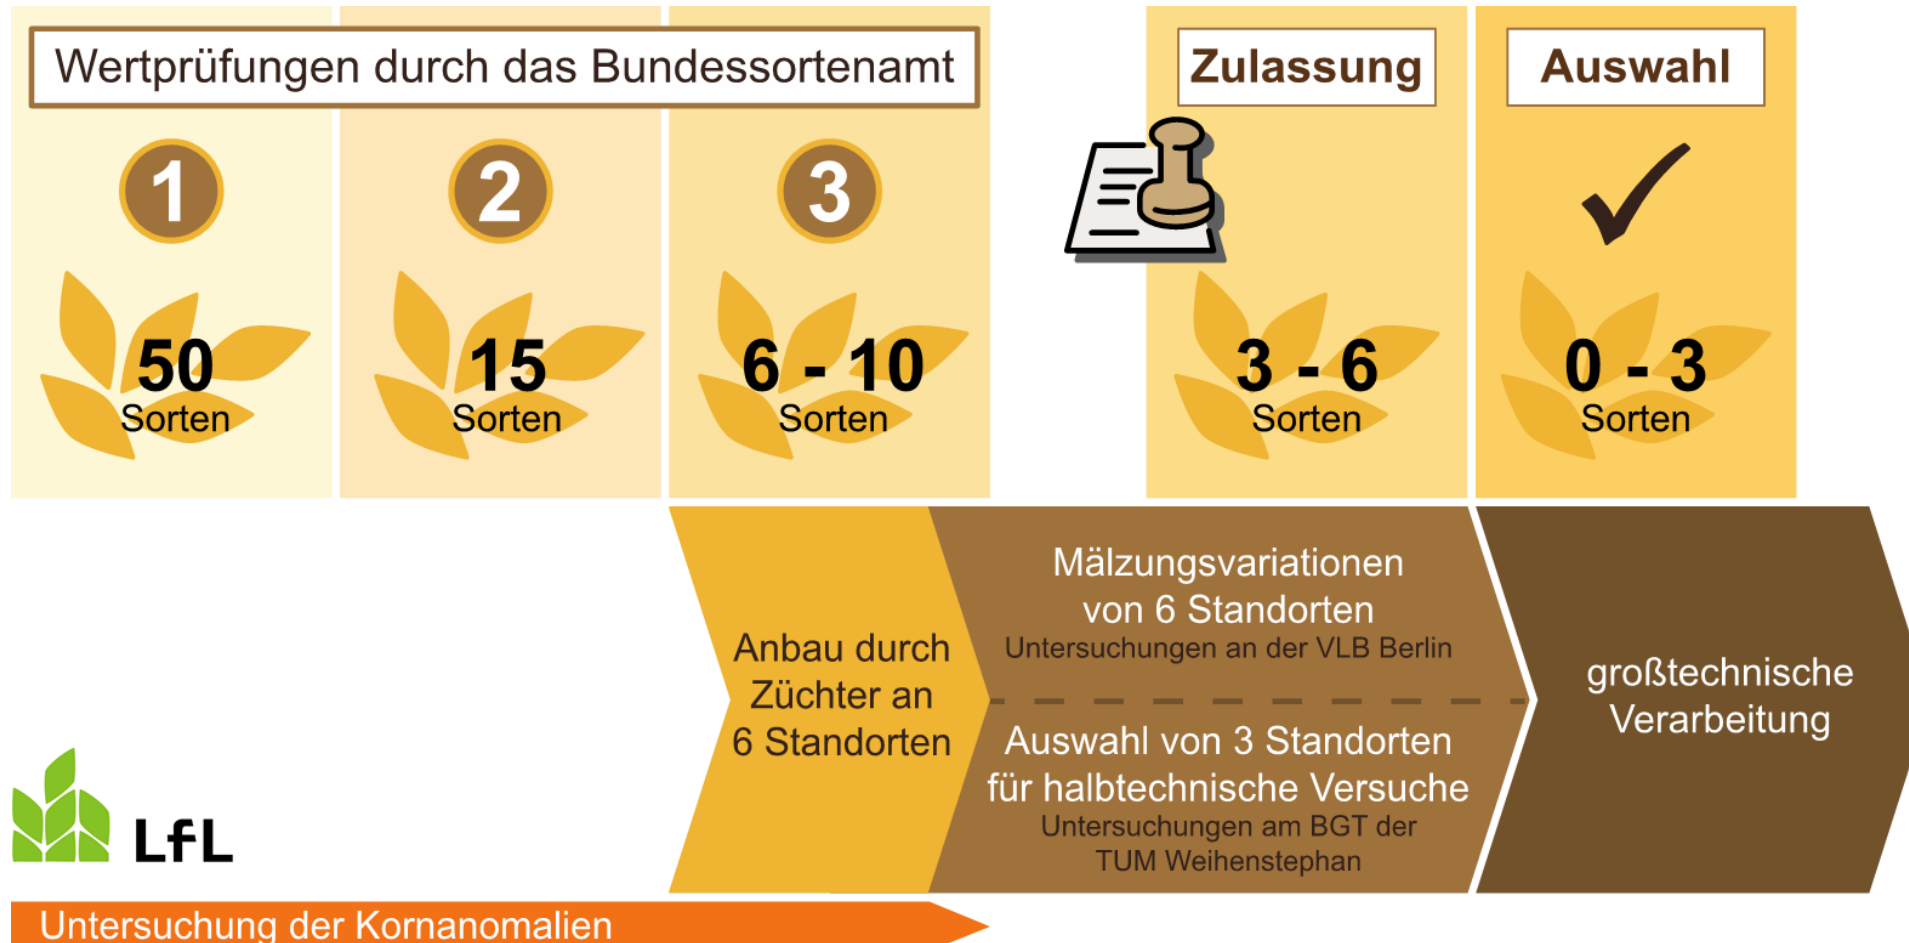 Wertprüfungen durch das Bundessortenamt
Zulassung
Auswahl
1
2
3
50
Sorten
15
Sorten
6 - 10
Sorten
3 - 6
Sorten
0 - 3
Sorten
Anbau durch
Züchter an
6 Standorten
Mälzungsvariationen
von 6 Standorten
Untersuchungen an der VLB Berlin
Auswahl von 3 Standorten
für halbtechnische Versuche
Untersuchungen am BGT der
TUM Weihenstephan
großtechnische
Verarbeitung
LfL
Untersuchung der Kornanomalien